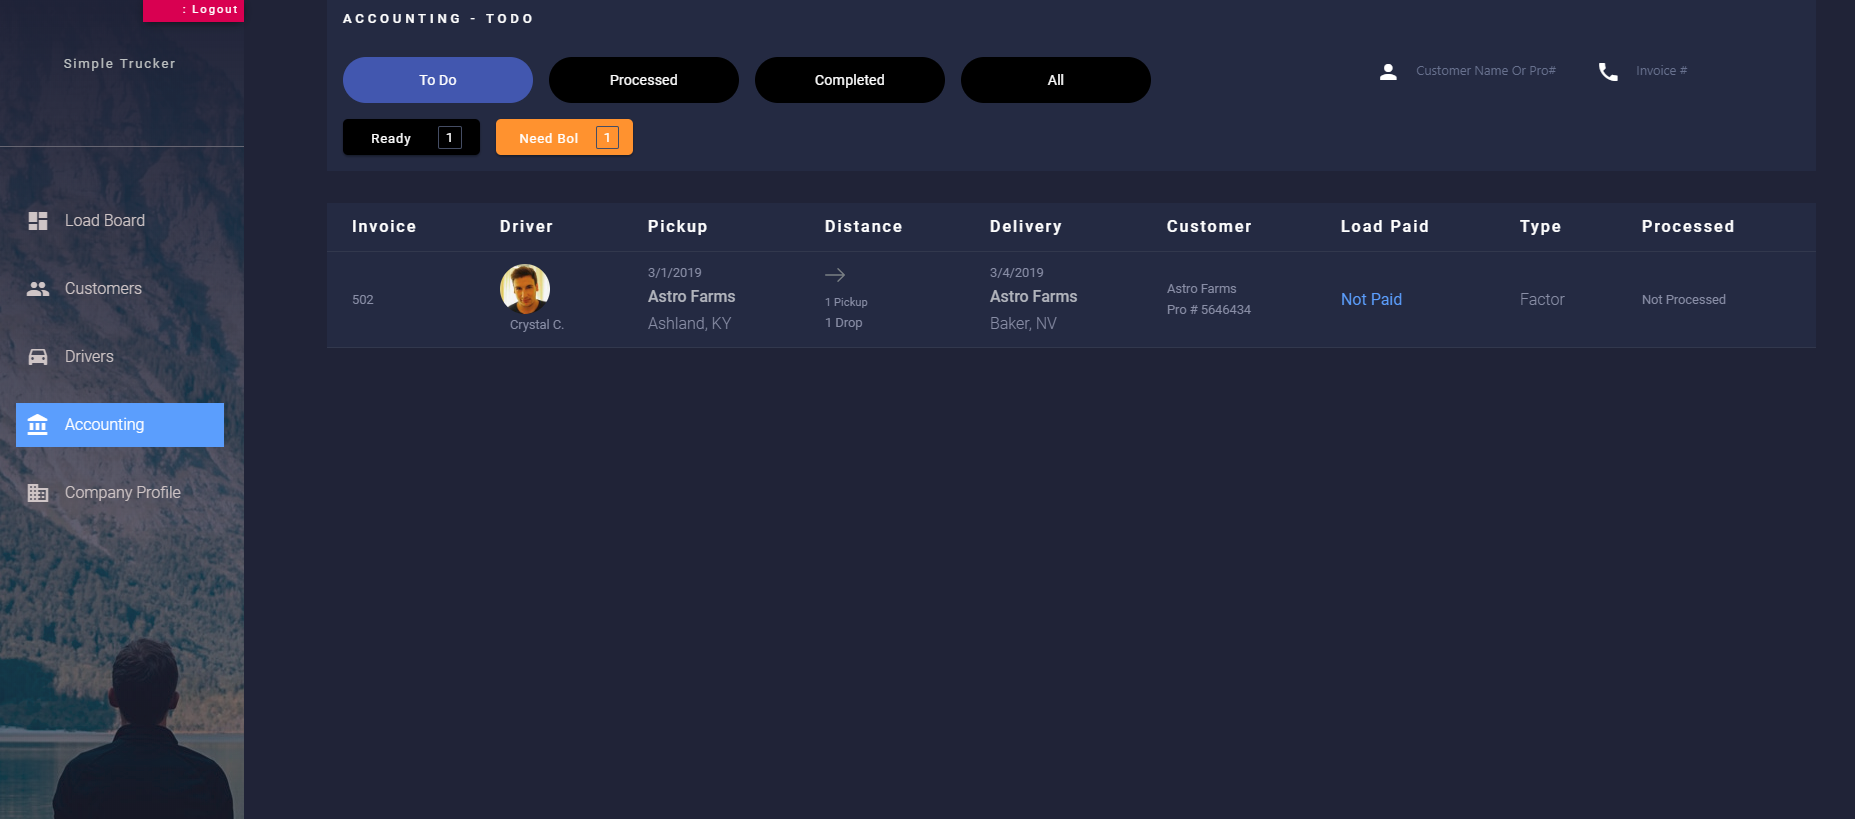 : Logout
Simple Trucker
Load Board
Customers
Drivers
Accounting
Company Profile
ACCOUNTING - TODO
To Do Processed Completed All
Customer Name Or Pro# Invoice #
Ready 1 Need Bol 1
Invoice Driver Pickup Distance Delivery Customer Load Paid Type Processed
502
Crystal C.
3/1/2019
Astro Farms
Ashland, KY
1 Pickup
1 Drop
3/4/2019
Astro Farms
Baker, NV
Astro Farms
Pro # 5646434
Not Paid
Factor
Not Processed